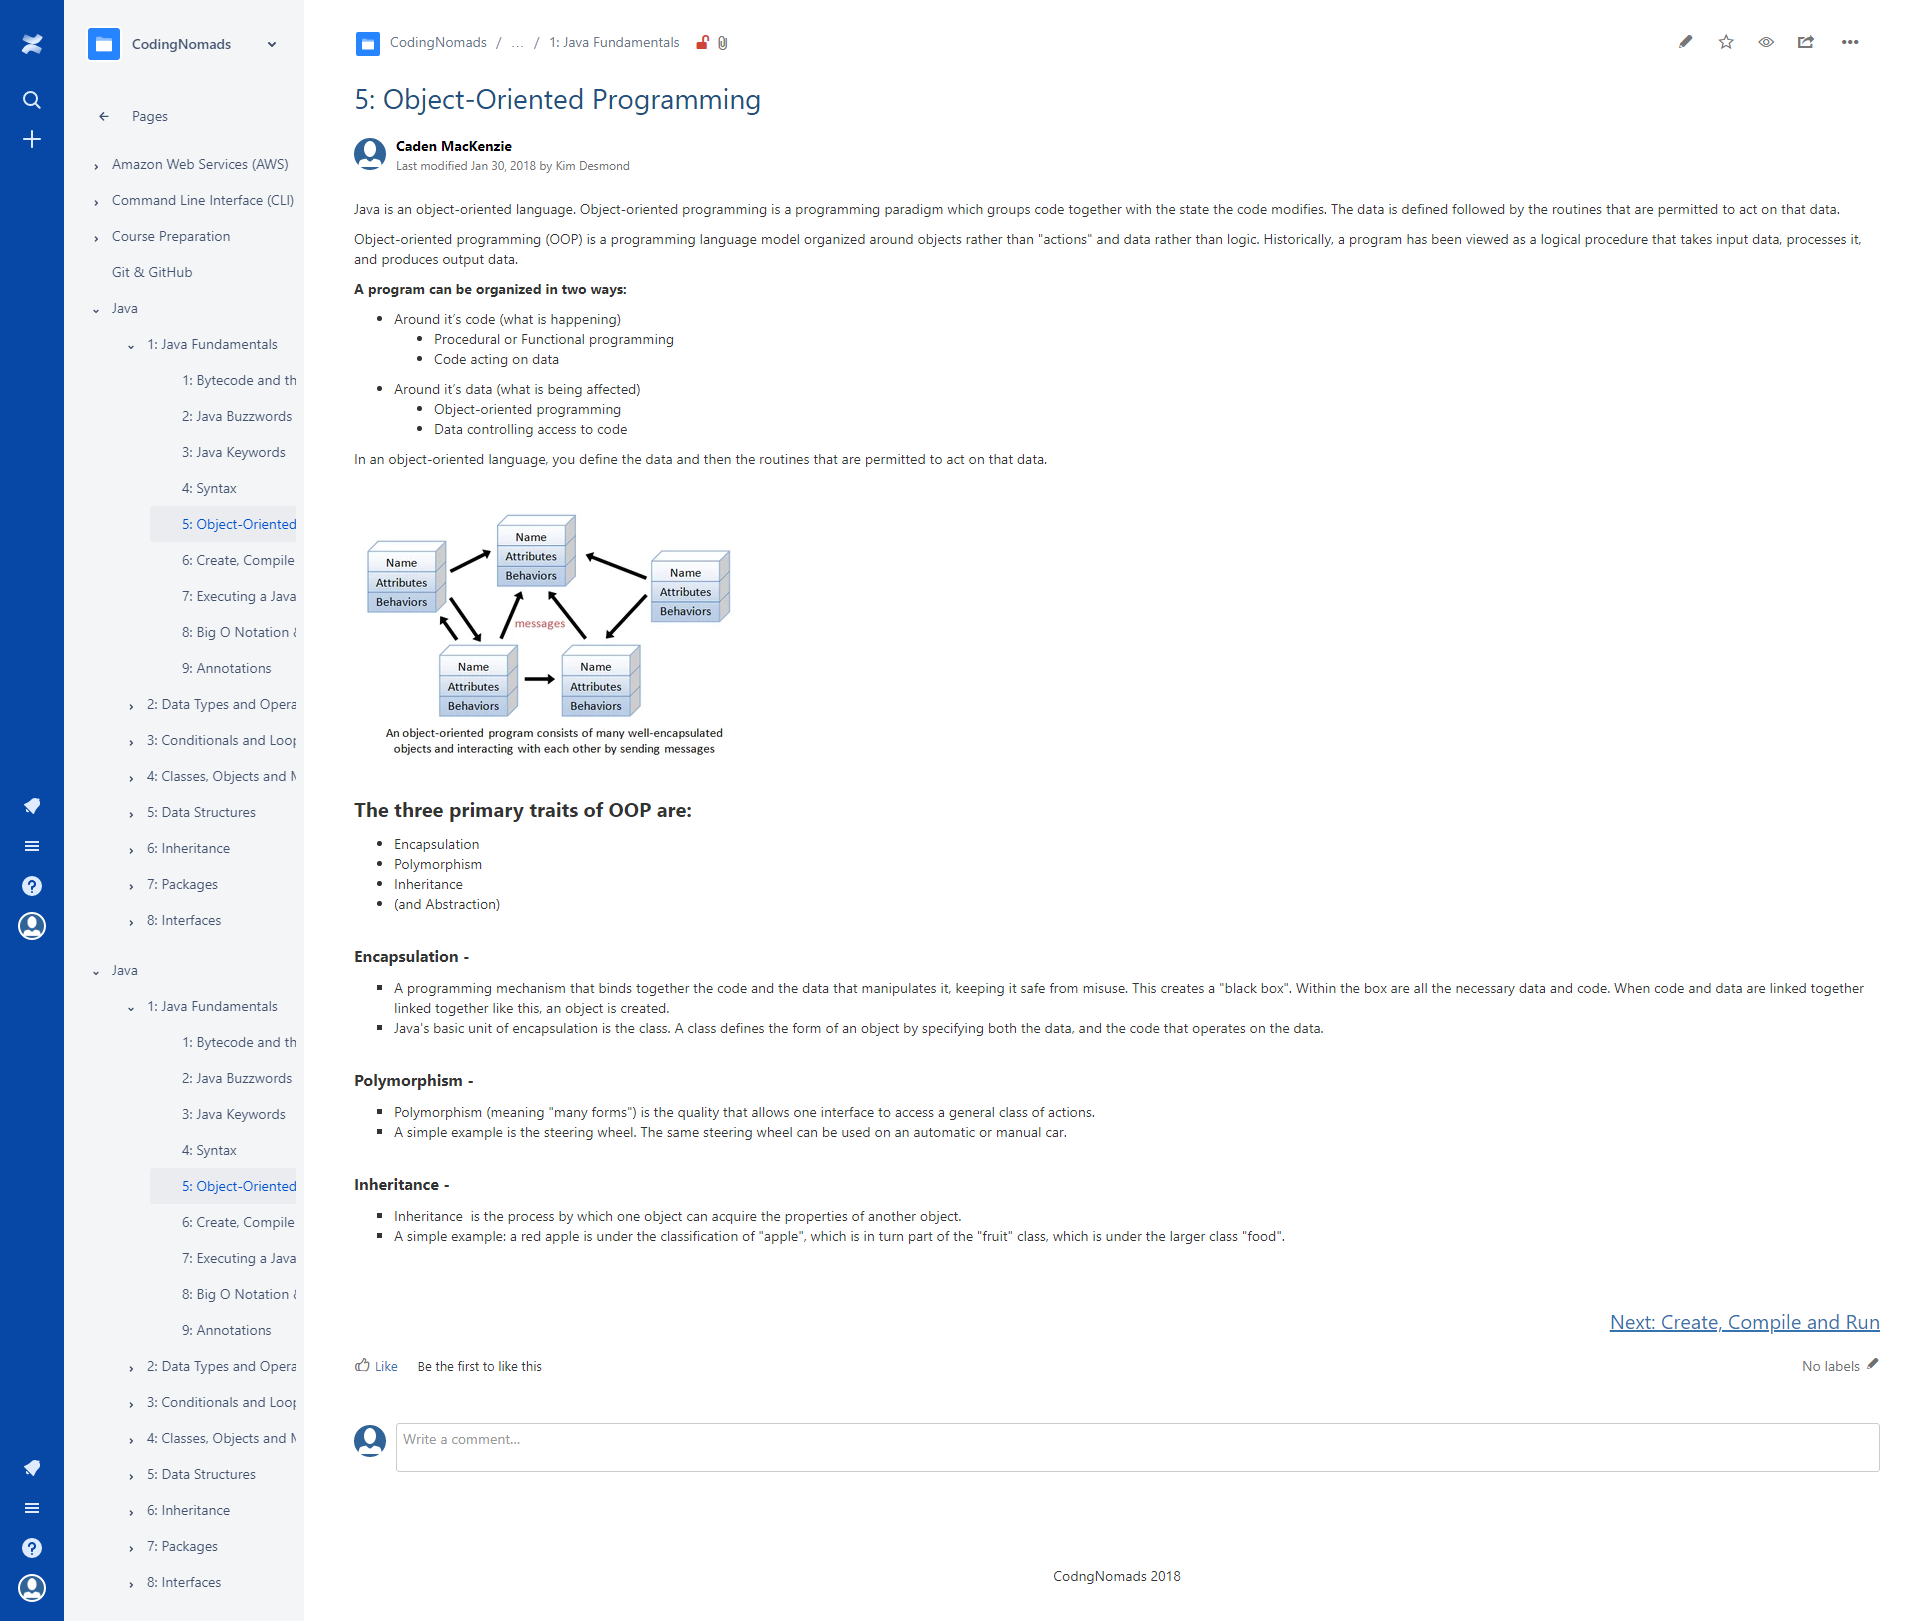 CodingNomads
Pages
Amazon Web Services (AWS)
Command Line Interface (CLI)
Course Preparation
Git & GitHub
Java
1: Java Fundamentals
1: Bytecode and th
2: Java Buzzwords
3: Java Keywords
4: Syntax
5: Object-Oriented
6: Create, Compile
7: Executing a Java
8: Big O Notation &
9: Annotations
2: Data Types and Opera
3: Conditionals and Loop
4: Classes, Objects and M
5: Data Structures
6: Inheritance
7: Packages
8: Interfaces
Java
1: Java Fundamentals
1: Bytecode and th
2: Java Buzzwords
3: Java Keywords
4: Syntax
5: Object-Oriented
6: Create, Compile
7: Executing a Java
8: Big O Notation &
9: Annotations
2: Data Types and Opera
3: Conditionals and Loop
4: Classes, Objects and M
5: Data Structures
6: Inheritance
7: Packages
8: Interfaces
CodingNomads / ... / 1: Java Fundamentals
5: Object-Oriented Programming
Caden MacKenzie
Last modified Jan 30, 2018 by Kim Desmond
Java is an object-oriented language. Object-oriented programming is a programming paradigm which groups code together with the state the code modifies. The data is defined followed by the routines that are permitted to act on that data.
Object-oriented programming (OOP) is a programming language model organized around objects rather than "actions" and data rather than logic. Historically, a program has been viewed as a logical procedure that takes input data, processes it,
and produces output data.
A program can be organized in two ways:
Around it’s code (what is happening)
Procedural or Functional programming
Code acting on data
Around it’s data (what is being affected)
Object-oriented programming
Data controlling access to code
In an object-oriented language, you define the data and then the routines that are permitted to act on that data.
Name
Attributes
Behaviors
Name
Attributes
Behaviors
Name
Attributes
Behaviors
messages
Name
Attributes
Behaviors
Name
Attributes
Behaviors
An object-oriented program consists of many well-encapsulated
objects and interacting with each other by sending messages
The three primary traits of OOP are:
Encapsulation
Polymorphism
Inheritance
(and Abstraction)
Encapsulation -
A programming mechanism that binds together the code and the data that manipulates it, keeping it safe from misuse. This creates a "black box". Within the box are all the necessary data and code. When code and data are linked together
linked together like this, an object is created.
Java's basic unit of encapsulation is the class. A class defines the form of an object by specifying both the data, and the code that operates on the data.
Polymorphism -
Polymorphism (meaning "many forms") is the quality that allows one interface to access a general class of actions.
A simple example is the steering wheel. The same steering wheel can be used on an automatic or manual car.
Inheritance -
Inheritance  is the process by which one object can acquire the properties of another object.
A simple example: a red apple is under the classification of "apple", which is in turn part of the "fruit" class, which is under the larger class "food".
Next: Create, Compile and Run
Like Be the first to like this
No labels
Write a comment...
CodngNomads 2018